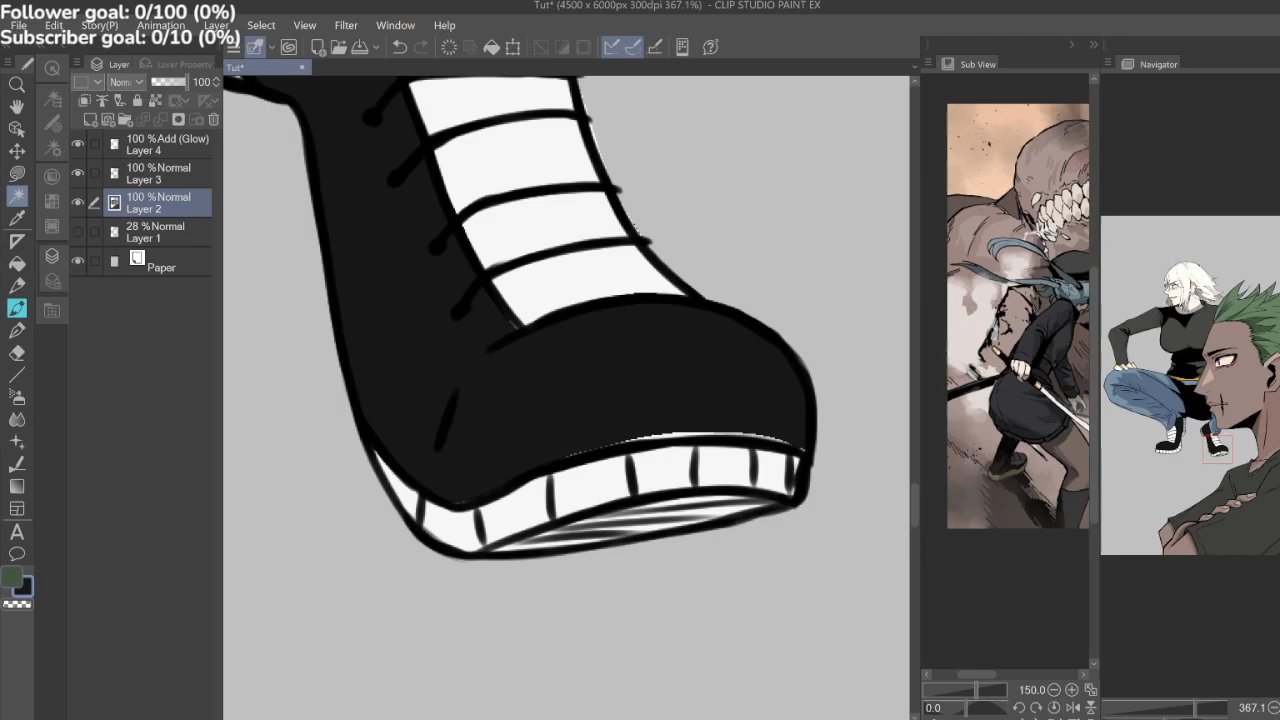 Tut* (4500 x 6000px 300dpi 367.1%) - CLIP STUDIO PAINT EX
Follower goal: 0/100 (0%)
File Edit Story(P) Animation Layer Select View Filter Window Help
Subscriber goal: 0/10 (0%)
Layer Layer Property
Tut*
Sub View
Navigator
Norm 100
100 %Add (Glow)
Layer 4
100 %Normal
Layer 3
100 %Normal
Layer 2
28 %Normal
Layer 1
Paper
150.0
0.0
367.1